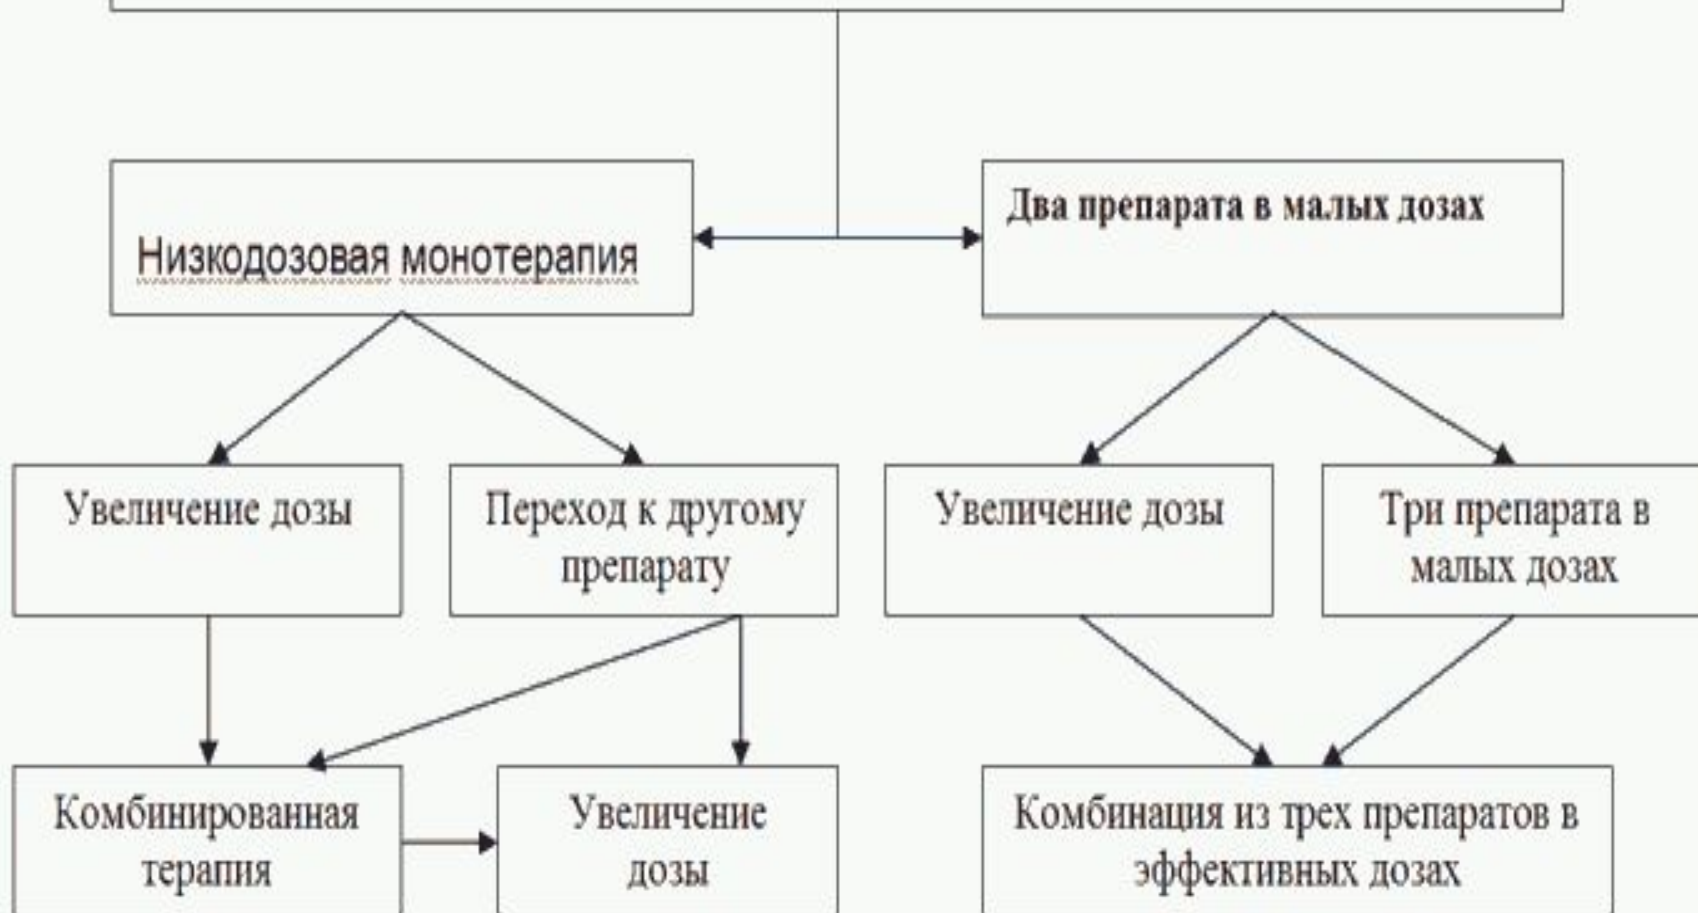 Низкодозовая монотерапия
Два препарата в малых дозах
Увеличение дозы
Переход к другому
препарату
Увеличение дозы
Три препарата в
малых дозах
Комбинированная
терапия
Увеличение
дозы
Комбинация из трех препаратов в
эффективных дозах